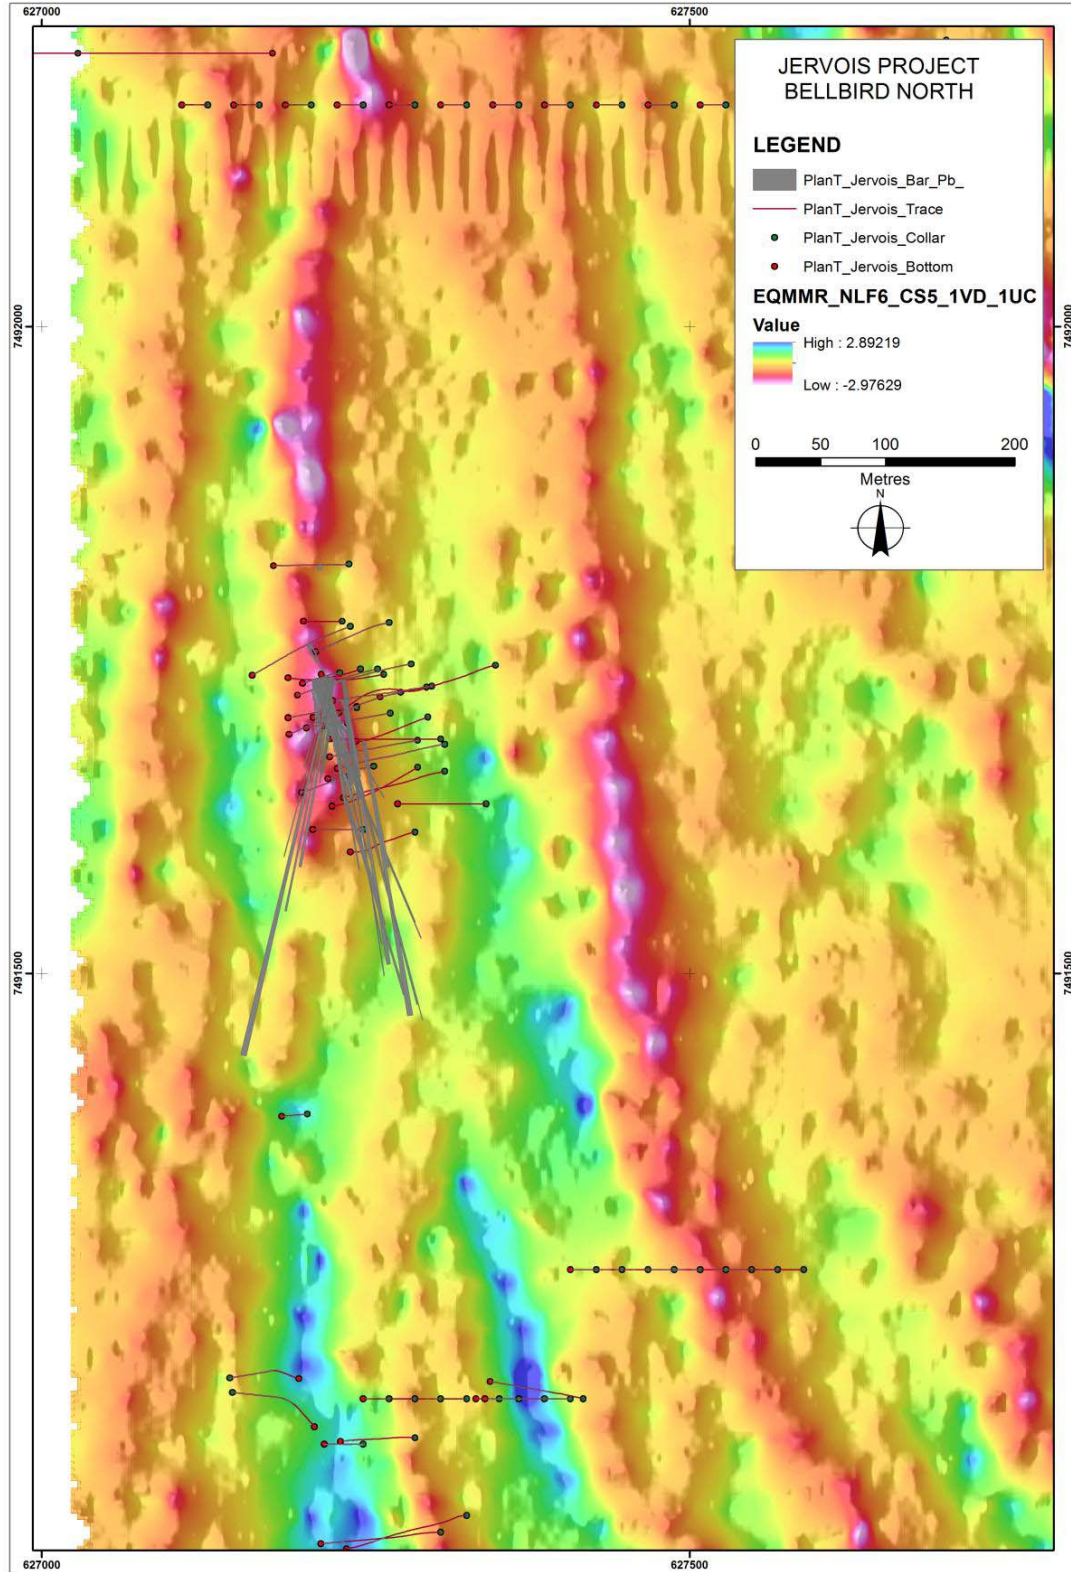 627000
627500
JERVOIS PROJECT
BELLBIRD NORTH
LEGEND
PlanT_Jervois_Bar_Pb_
PlanT_Jervois_Trace
PlanT_Jervois_Collar
PlanT_Jervois_Bottom
EQMMR_NLF6_CS5_1VD_1UC
Value
High : 2.89219
Low : -2.97629
0 50 100 200
Metres
N
7492000
7492000
7491500
7491500
627000
627500